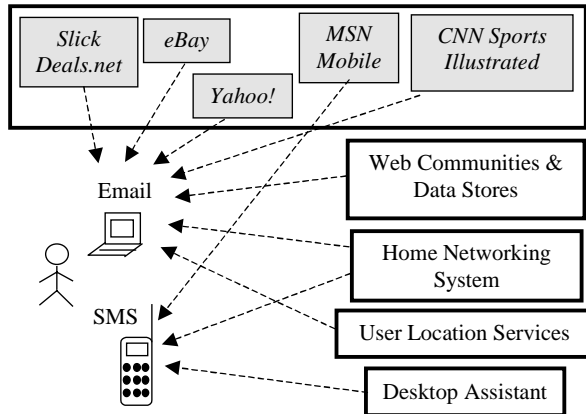 Slick
Deals.net
eBay
Yahoo!
MSN
Mobile
CNN Sports
Illustrated
Email
Web Communities &
Data Stores
Home Networking
System
SMS
User Location Services
Desktop Assistant